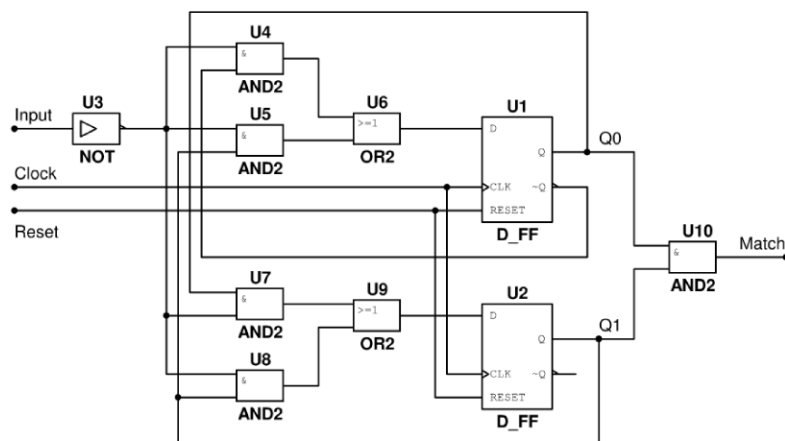 U4
&
AND2
U3
Input
NOT
U5
&
AND2
U6
>=1
OR2
U1
D
Q
CLK
~Q
RESET
D_FF
Q0
Clock
Reset
U10
&
AND2
Match
U7
&
AND2
U9
>=1
OR2
U2
D
Q
CLK
~Q
RESET
D_FF
Q1
U8
&
AND2